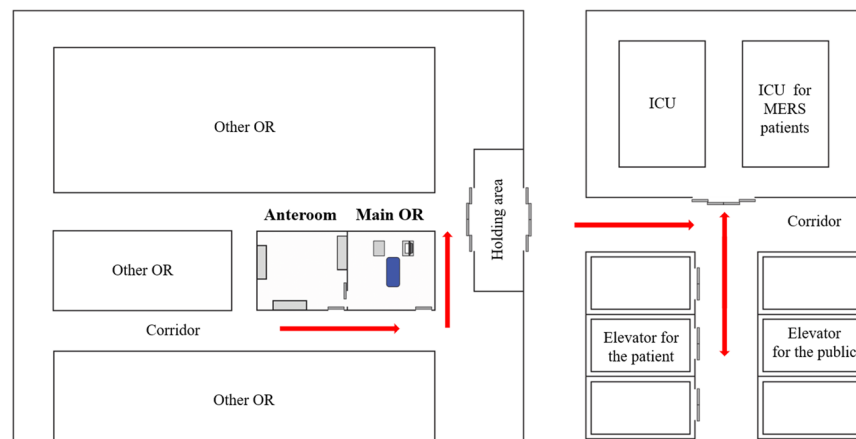 Other OR
Anteroom
Main OR
Other OR
Corridor
Other OR
Holding area
ICU
ICU for
MERS
patients
Corridor
Elevator for
the patient
Elevator
for the public